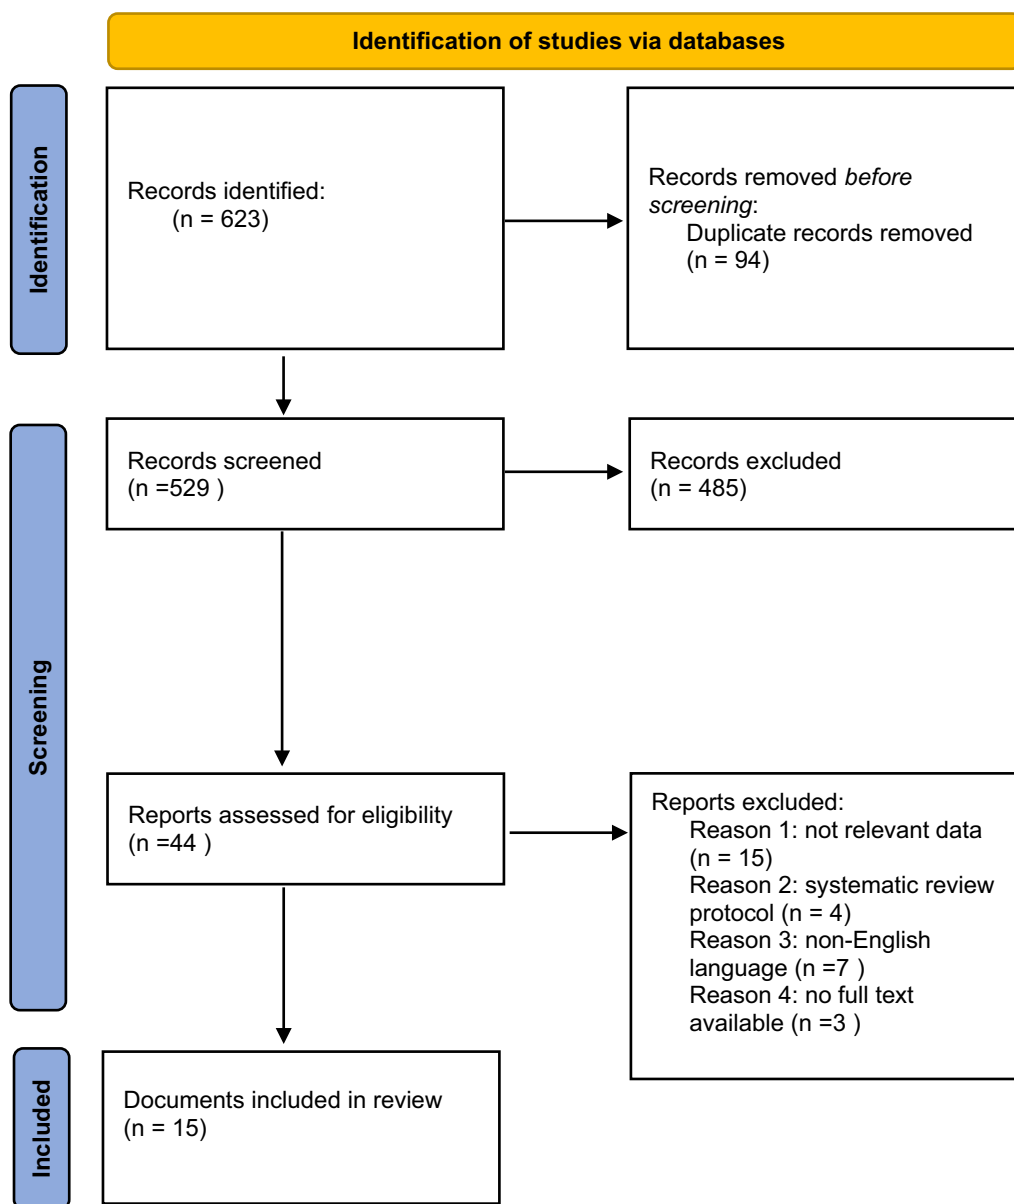 Identification of studies via databases
Identification
Records identified:
(n = 623)
Records removed before
screening:
Duplicate records removed
(n = 94)
Screening
Records screened
(n =529 )
Records excluded
(n = 485)
Reports assessed for eligibility
(n =44 )
Reports excluded:
Reason 1: not relevant data
(n = 15)
Reason 2: systematic review
protocol (n = 4)
Reason 3: non-English
language (n =7 )
Reason 4: no full text
available (n =3 )
Included
Documents included in review
(n = 15)